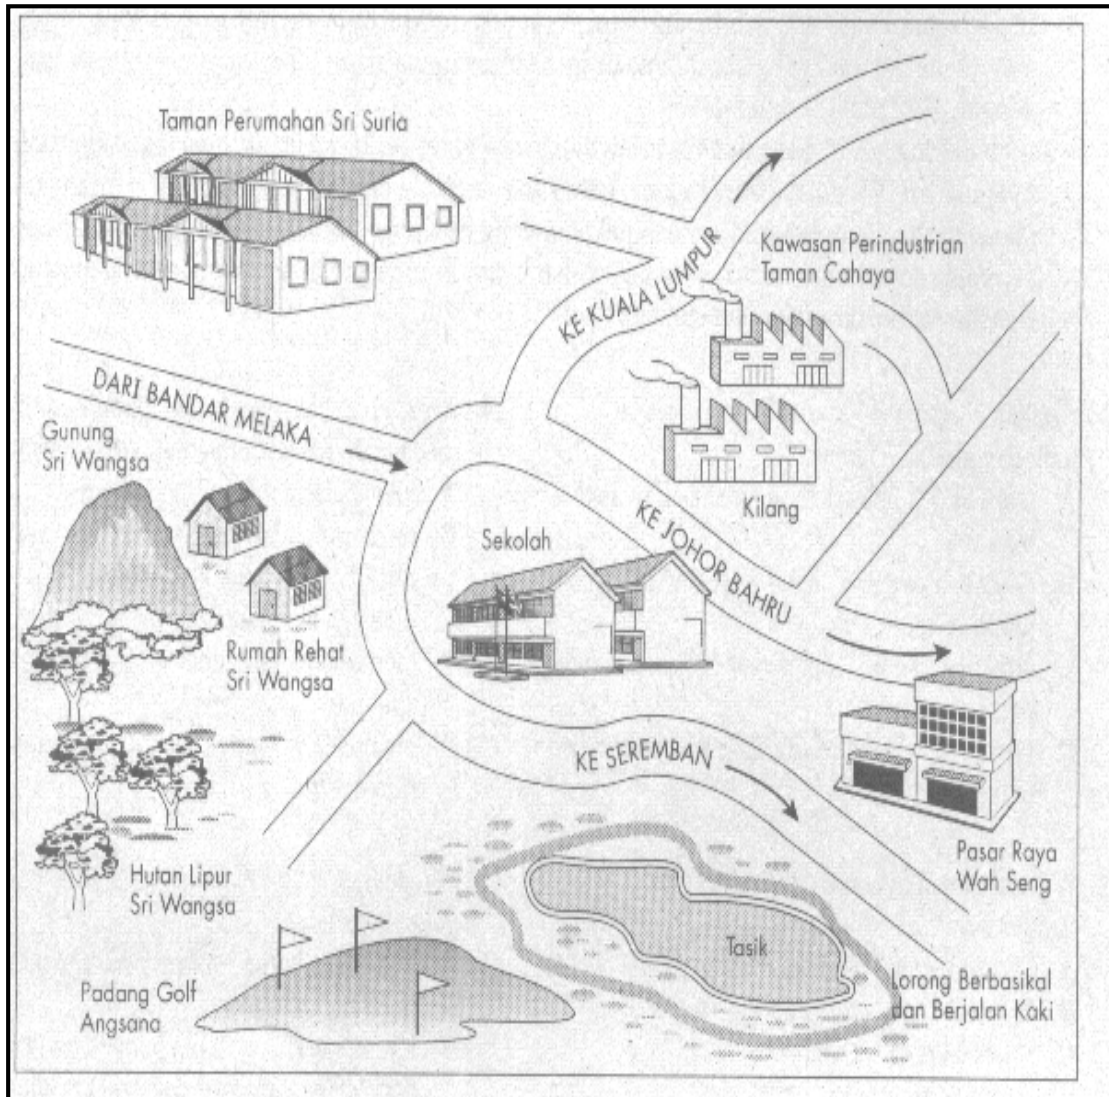 Taman Perumahan Sri Suria
KE KUALA LUMPUR
Kawasan Perindustrian
Taman Cahaya
DARI BANDAR MELAKA
Gunung
Sri Wangsa
Kilang
KE JOHOR BAHRU
Sekolah
Rumah Rehat
Sri Wangsa
KE SEREMBAN
Pasar Raya
Wah Seng
Hutan Lipur
Sri Wangsa
Tasik
Padang Golf
Angsana
Lorong Berbasikal
dan Berjalan Kaki